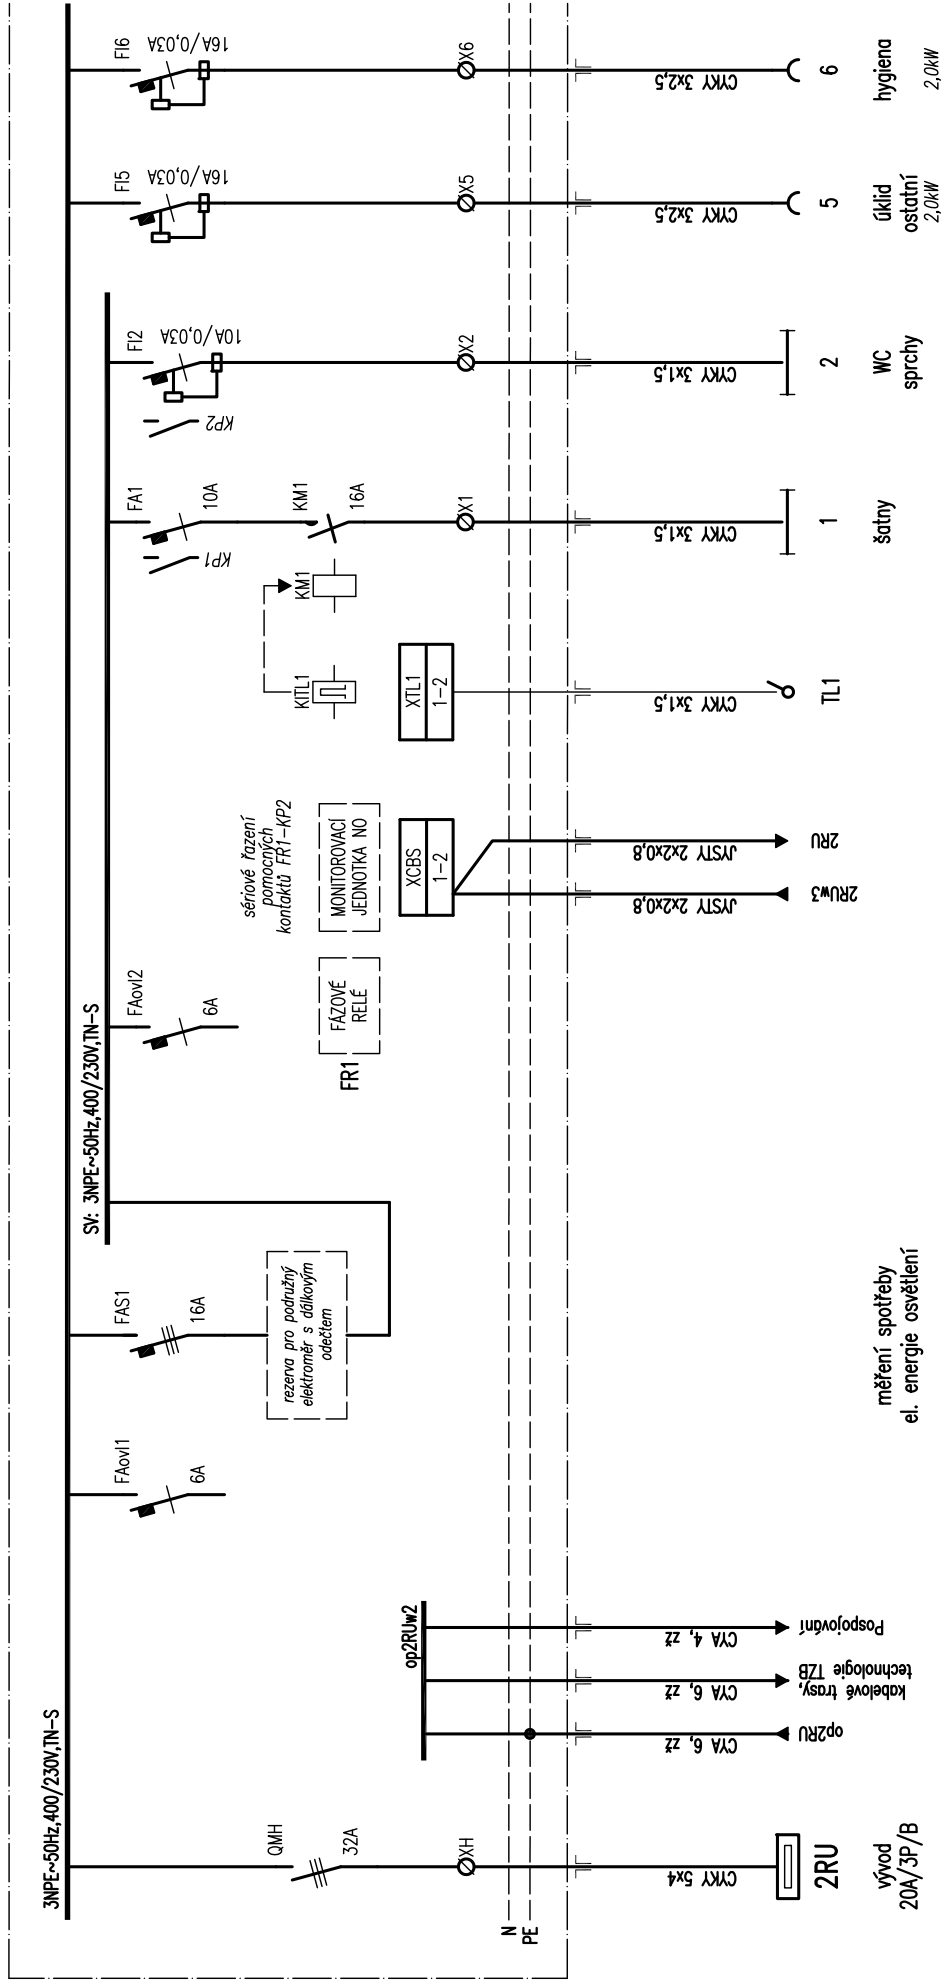 3NPE~50Hz,400/230V,TN-S
QMH
32A
XH
N
PE
CYKY 5x4
2RU
vývod
20A/3P/B
op2RUw2
CYA 6, zž
op2RU
CYA 6, zž
kabelové trasy,
technologie TZB
CYA 4, zž
Pospojování
FAovl1
6A
FAS1
16A
rezerva pro podružný
elektroměr s dálkovým
odečtem
měření spotřeby
el. energie osvětlení
SV: 3NPE~50Hz,400/230V,TN-S
FAovl2
6A
FR1
FÁZOVÉ
RELÉ
sériové řazení
pomocných
kontaktů FR1-KP2
MONITOROVACÍ
JEDNOTKA NO
XCBS
1-2
JYSTY 2x2x0,8
2RUw3
JYSTY 2x2x0,8
2RU
KITL1
XTL1
1-2
CYKY 3x1,5
TL1
KM1
FA1
10A
KP1
KM1
16A
X1
CYKY 3x1,5
1
šatny
FI2
10A/0,03A
KP2
X2
CYKY 3x1,5
2
WC
sprchy
FI5
16A/0,03A
X5
CYKY 3x2,5
5
úklid
ostatní
2,0kW
FI6
16A/0,03A
X6
CYKY 3x2,5
6
hygiena
2,0kW